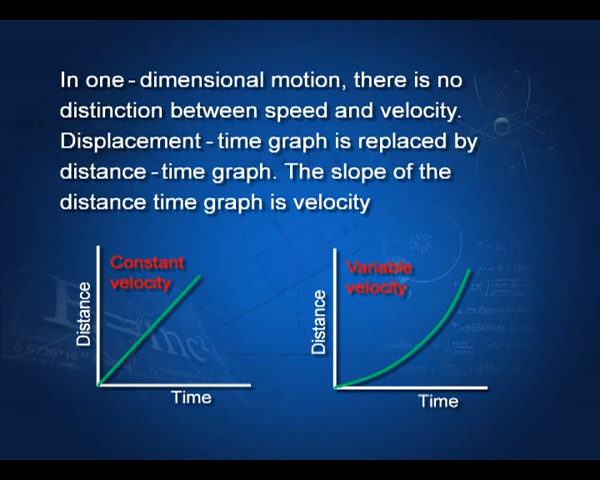 In one - dimensional motion, there is no
distinction between speed and velocity.
Displacement - time graph is replaced by
distance - time graph. The slope of the
distance time graph is velocity
Constant
velocity
Distance
Time
Variable
velocity
Distance
Time